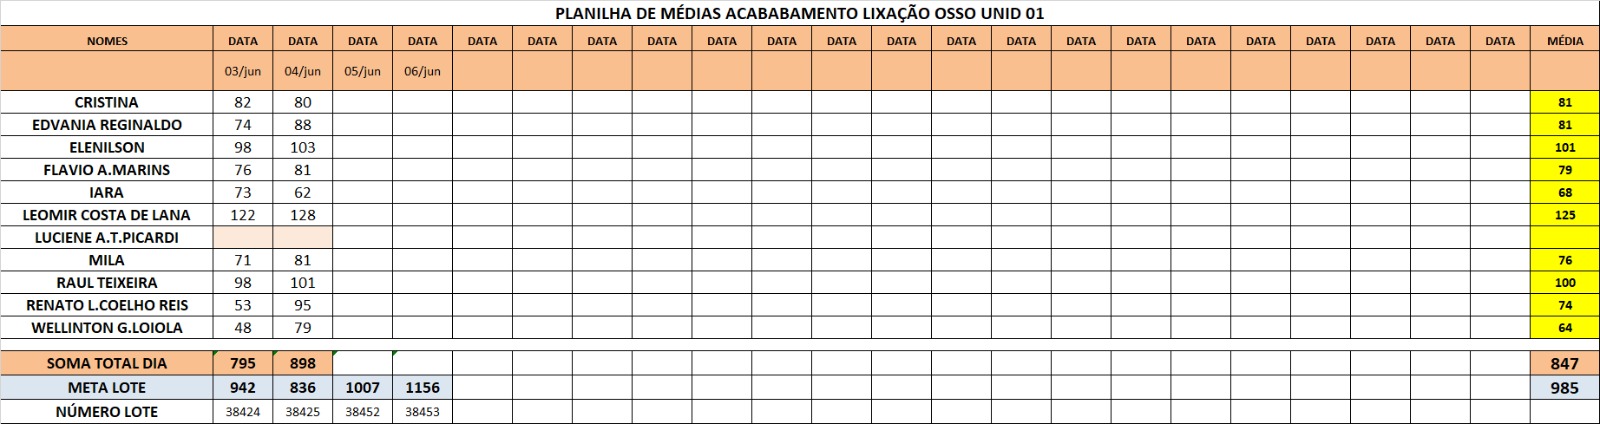 PLANILHA DE MÉDIAS ACABABAMENTO LIXAÇÃO OSSO UNID 01
NOMES DATA DATA DATA DATA DATA DATA DATA DATA DATA DATA DATA DATA DATA DATA DATA DATA DATA DATA DATA DATA DATA DATA MÉDIA
03/jun 04/jun 05/jun 06/jun
CRISTINA 82 80 81
EDVANIA REGINALDO 74 88 81
ELENILSON 98 103 101
FLAVIO A.MARINS 76 81 79
IARA 73 62 68
LEOMIR COSTA DE LANA 122 128 125
LUCIENE A.T.PICARDI
MILA 71 81 76
RAUL TEIXEIRA 98 101 100
RENATO L.COELHO REIS 53 95 74
WELLINTON G.LOIOLA 48 79 64
SOMA TOTAL DIA 795 898 847
META LOTE 942 836 1007 1156 985
NÚMERO LOTE 38424 38425 38452 38453